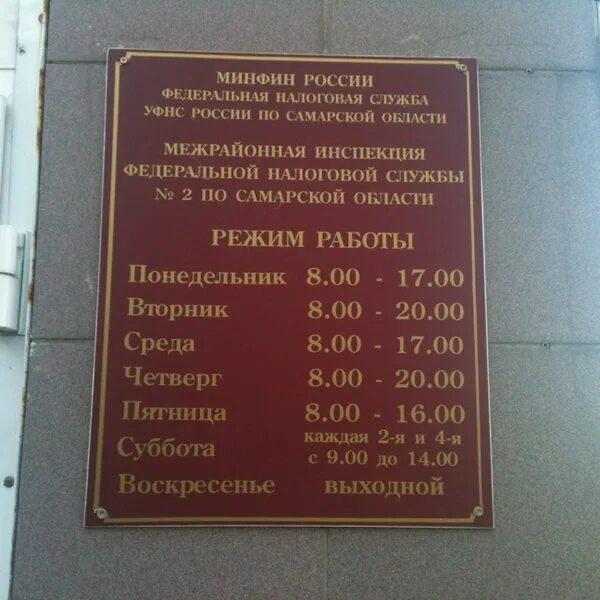 МИНФИН РОССИИ
ФЕДЕРАЛЬНАЯ НАЛОГОВАЯ СЛУЖБА
УФНС РОССИИ ПО САМАРСКОЙ ОБЛАСТИ
МЕЖРАЙОННАЯ ИНСПЕКЦИЯ
ФЕДЕРАЛЬНОЙ НАЛОГОВОЙ СЛУЖБЫ
№ 2 ПО САМАРСКОЙ ОБЛАСТИ
РЕЖИМ РАБОТЫ
Понедельник 8.00 - 17.00
Вторник 8.00 - 20.00
Среда 8.00 - 17.00
Четверг 8.00 - 20.00
Пятница 8.00 - 16.00
Суббота каждая 2-я и 4-я
с 9.00 до 14.00
Воскресенье выходной